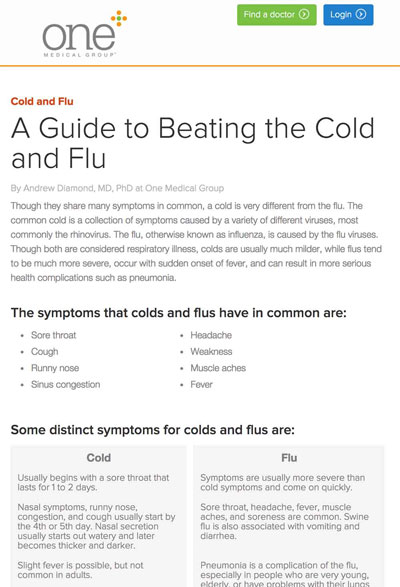 one
MEDICAL GROUP
Find a doctor
Login
Cold and Flu
A Guide to Beating the Cold
and Flu
By Andrew Diamond, MD, PhD at One Medical Group
Though they share many symptoms in common, a cold is very different from the flu. The
common cold is a collection of symptoms caused by a variety of different viruses, most
commonly the rhinovirus. The flu, otherwise known as influenza, is caused by the flu viruses.
Though both are considered respiratory illness, colds are usually much milder, while flus tend
to be much more severe, occur with sudden onset of fever, and can result in more serious
health complications such as pneumonia.
The symptoms that colds and flus have in common are:
• Sore throat
• Cough
• Runny nose
• Sinus congestion
• Headache
• Weakness
• Muscle aches
• Fever
Some distinct symptoms for colds and flus are:
Cold
Usually begins with a sore throat that
lasts for 1 to 2 days.
Nasal symptoms, runny nose,
congestion, and cough usually start by
the 4th or 5th day. Nasal secretion
usually starts out watery and later
becomes thicker and darker.
Slight fever is possible, but not
common in adults.
Flu
Symptoms are usually more severe than
cold symptoms and come on quickly.
Sore throat, headache, fever, muscle
aches, and soreness are common. Swine
flu is also associated with vomiting and
diarrhea.
Pneumonia is a complication of the flu,
especially in people who are very young,
elderly, or have problems with their lungs